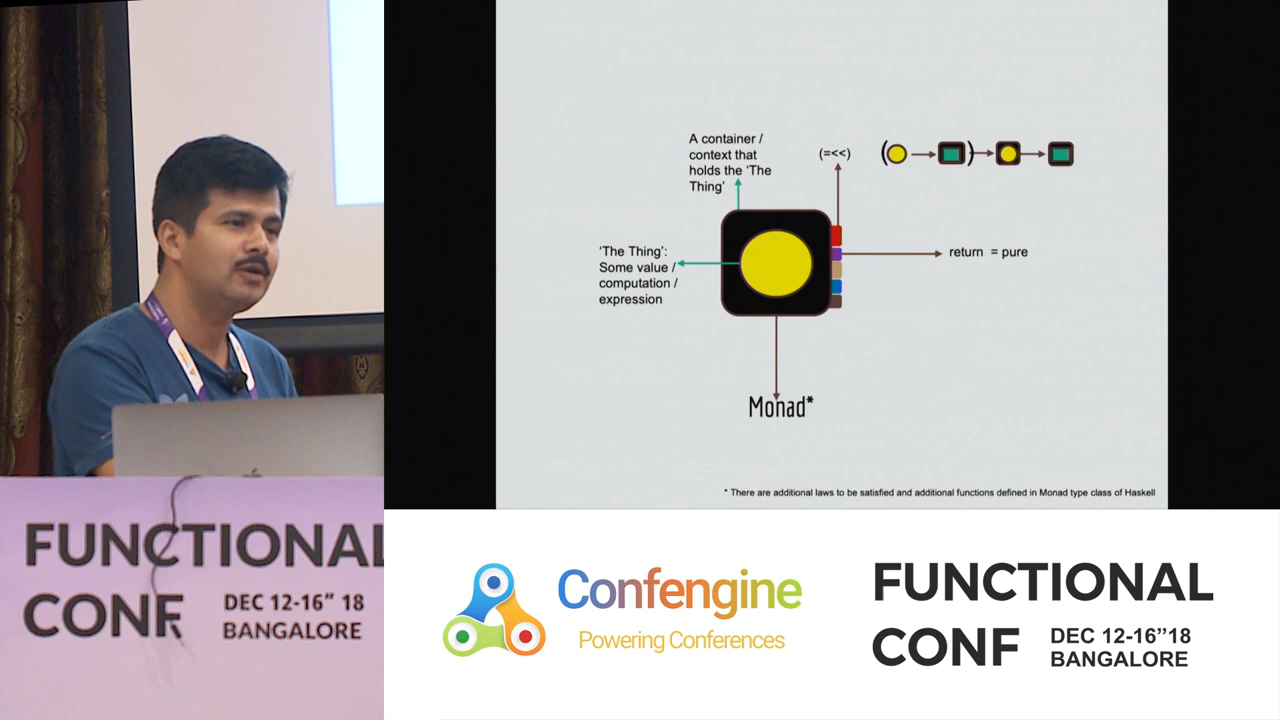 A container /
context that
holds the 'The
Thing'
(=<<)
(
)
'The Thing':
Some value /
computation /
expression
return = pure
Monad*
* There are additional laws to be satisfied and additional functions defined in Monad type class of Haskell
FUNCTIONAL
CONF
DEC 12-16" 18
BANGALORE
Confengine
Powering Conferences
FUNCTIONAL
CONF
DEC 12-16"18
BANGALORE